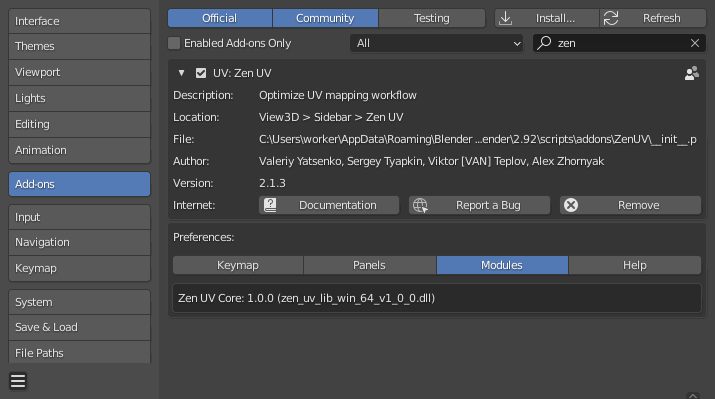 Interface
Themes
Viewport
Lights
Editing
Animation
Add-ons
Input
Navigation
Keymap
System
Save & Load
File Paths
Official Community Testing Install... Refresh
Enabled Add-ons Only All zen
UV: Zen UV
Description: Optimize UV mapping workflow
Location: View3D > Sidebar > Zen UV
File: C:\Users\worker\AppData\Roaming\Blender ...ender\2.92\scripts\addons\ZenUV\__init__.p
Author: Valeriy Yatsenko, Sergey Tyapkin, Viktor [VAN] Teplov, Alex Zhornyak
Version: 2.1.3
Internet: Documentation Report a Bug Remove
Preferences:
Keymap Panels Modules Help
Zen UV Core: 1.0.0 (zen_uv_lib_win_64_v1_0_0.dll)